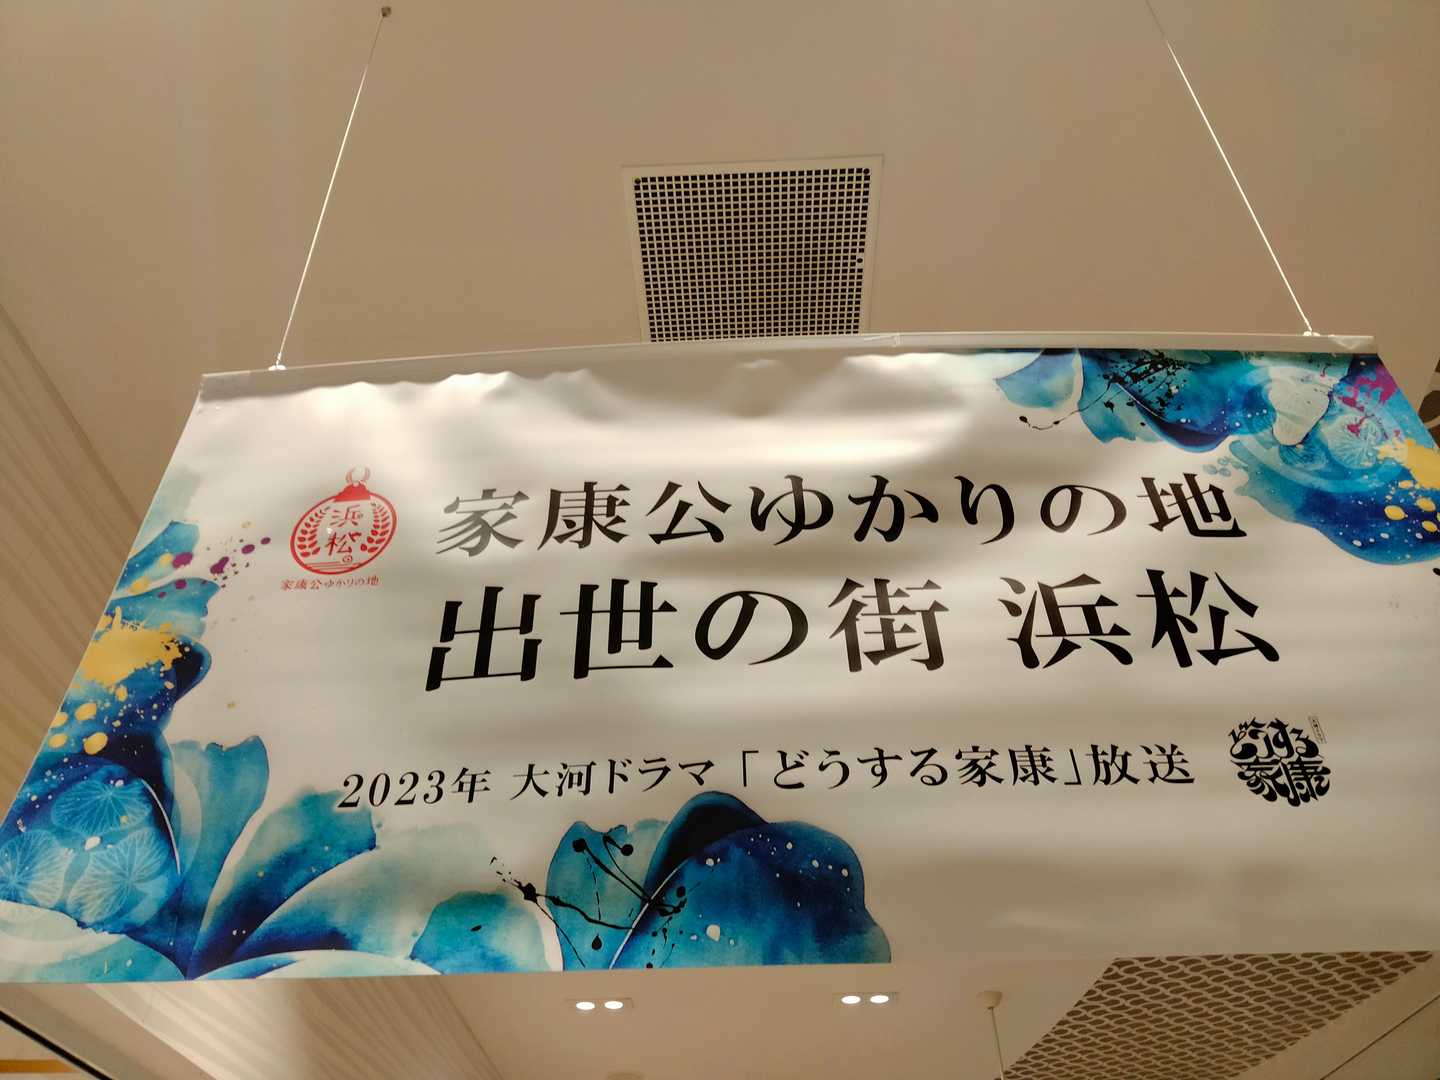 浜松
家康公ゆかりの地
家康公ゆかりの地
出世の街 浜松
2023年 大河ドラマ「どうする家康」放送
どうする
家康